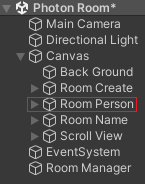 Photon Room*
Main Camera
Directional Light
Canvas
Back Ground
Room Create
Room Person
Room Name
Scroll View
EventSystem
Room Manager